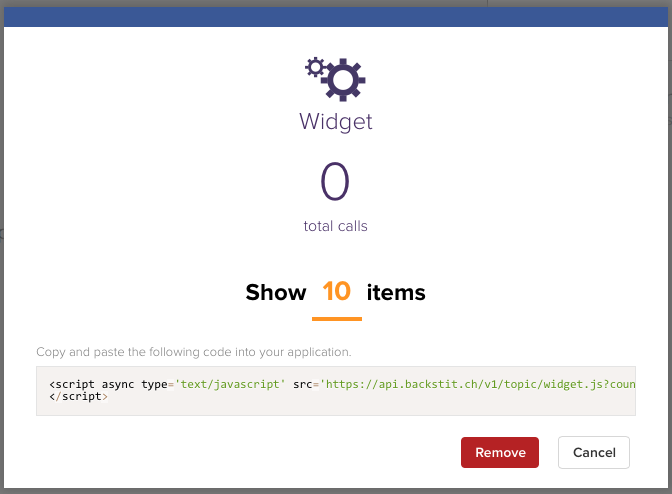 Widget
0
total calls
Show 10 items
Copy and paste the following code into your application.
<script async type='text/javascript' src='https://api.backstit.ch/v1/topic/widget.js?coun
</script>
Remove Cancel